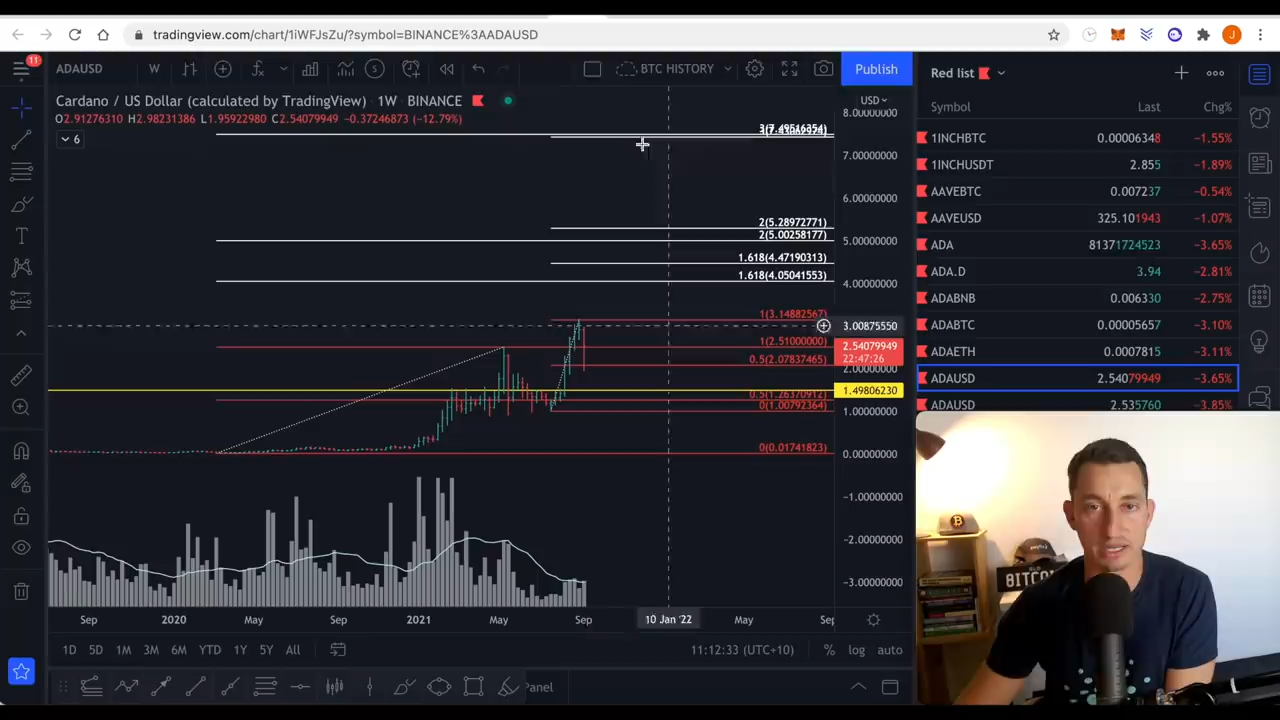 tradingview.com/chart/1iWFJsZu/?symbol=BINANCE%3AADAUSD
J
11
ADAUSD W BTC HISTORY Publish
Red list
Cardano / US Dollar (calculated by TradingView) 1W BINANCE
O2.91276310 H2.98231386 L1.95922980 C2.54079949 −0.37246873 (−12.79%)
6
USD
8.00000000
7.00000000
6.00000000
5.00000000
4.00000000
3.00875550
2.54079949
22:47:26
2.00000000
1.49806230
1.00000000
0.00000000
−1.00000000
−2.00000000
−3.00000000
2(5.28972771)
2(5.00258177)
1.618(4.47190313)
1.618(4.05041553)
1(3.14882567)
1(2.51000000)
0.5(2.07837465)
0.5(1.26370912)
0(1.00792364)
0(0.01741823)
Symbol Last Chg%
1INCHBTC 0.00006348 −1.55%
1INCHUSDT 2.855 −1.89%
AAVEBTC 0.007237 −0.54%
AAVEUSD 325.101943 −1.07%
ADA 81371724523 −3.65%
ADA.D 3.94 −2.81%
ADABNB 0.006330 −2.75%
ADABTC 0.00005657 −3.10%
ADAETH 0.0007815 −3.11%
ADAUSD 2.54079949 −3.65%
ADAUSD 2.535760 −3.85%
Sep 2020 May Sep 2021 May Sep 10 Jan '22 May Sep
1D 5D 1M 3M 6M YTD 1Y 5Y All 11:12:33 (UTC+10) % log auto
Panel
BITCO